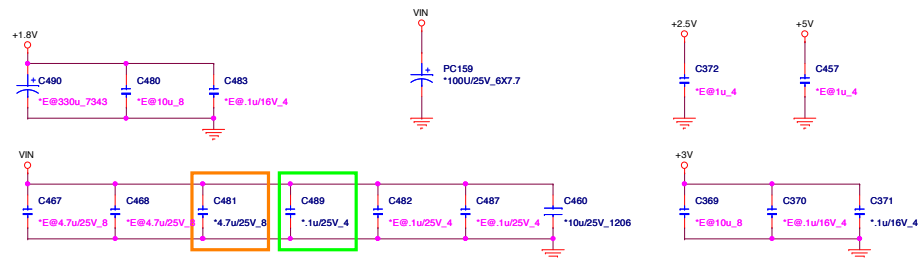 +1.8V
C490
*E@330u_7343
C480
*E@10u_8
C483
*E@.1u/16V_4
VIN
PC159
*100U/25V_6X7.7
+2.5V
C372
*E@1u_4
+5V
C457
*E@1u_4
VIN
C467
*E@4.7u/25V_8
C468
*E@4.7u/25V_8
C481
*4.7u/25V_8
C489
*.1u/25V_4
C482
*E@.1u/25V_4
C487
*E@.1u/25V_4
C460
*10u/25V_1206
+3V
C369
*E@10u_8
C370
*E@.1u/16V_4
C371
*.1u/16V_4